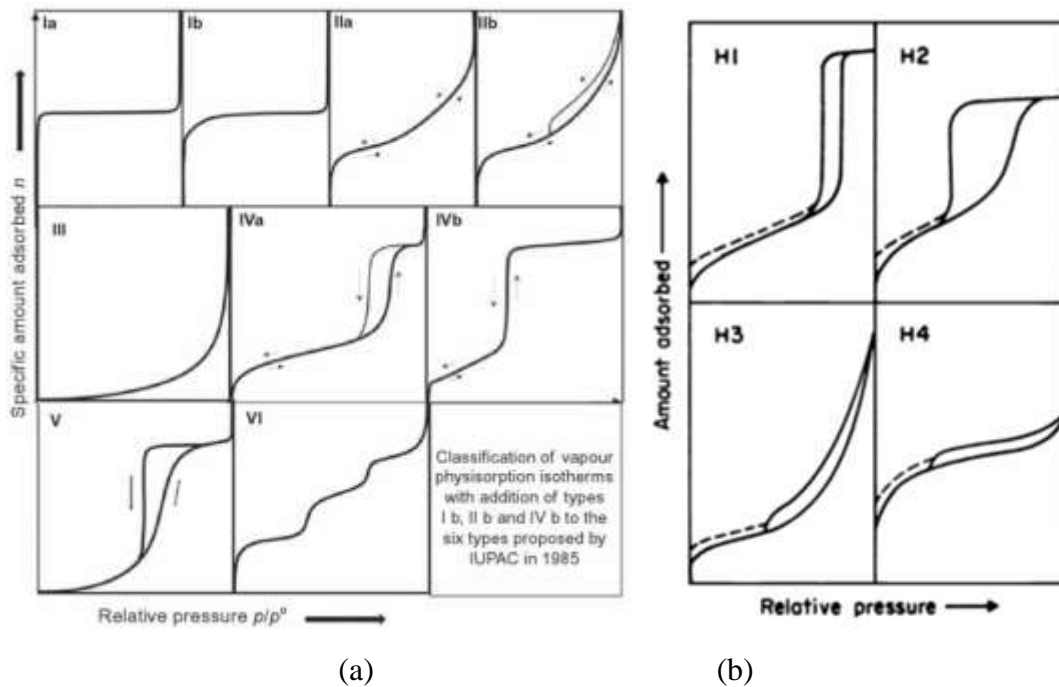 Ia
Ib
IIa
IIb
III
IVa
IVb
V
VI
Specific amount adsorbed n
Classification of vapour
physisorption isotherms
with addition of types
I b, II b and IV b to the
six types proposed by
IUPAC in 1985
Relative pressure p/p°
(a)
H1
H2
H3
H4
Amount adsorbed
Relative pressure
(b)